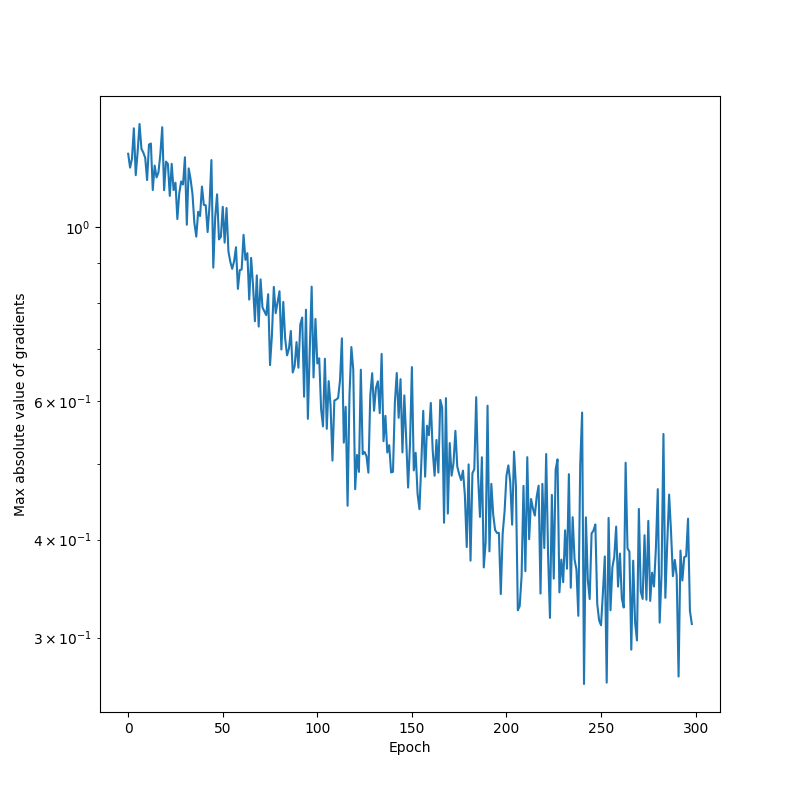 Max absolute value of gradients
10⁰
6 × 10⁻¹
4 × 10⁻¹
3 × 10⁻¹
0 50 100 150 200 250 300
Epoch